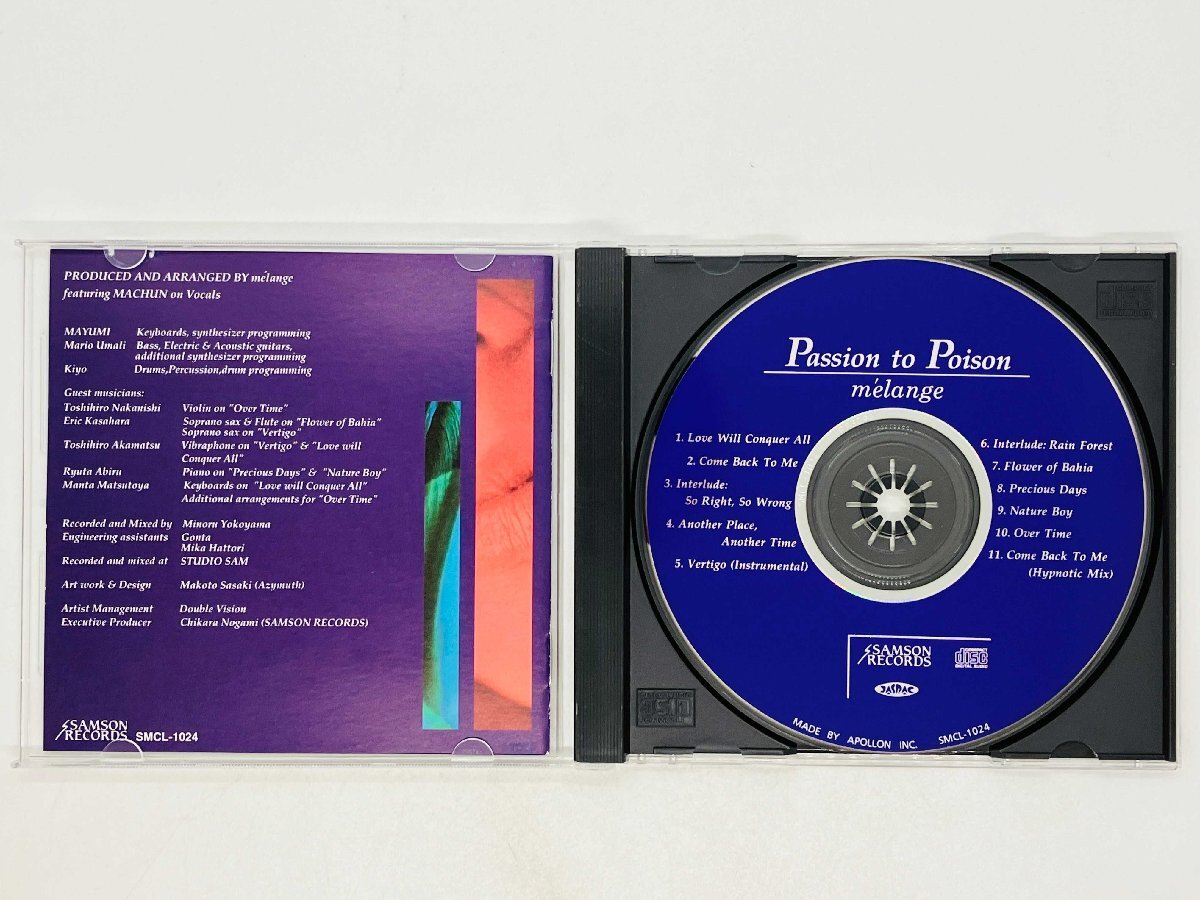 PRODUCED AND ARRANGED BY mélange
featuring MACHUN on Vocals
MAYUMI Keyboards, synthesizer programming
Mario Umali Bass, Electric & Acoustic guitars,
additional synthesizer programming
Kiyo Drums,Percussion,drum programming
Guest musicians:
Toshihiro Nakanishi Violin on "Over Time"
Eric Kasahara Soprano sax & Flute on "Flower of Bahia"
Soprano sax on "Vertigo"
Toshihiro Akamatsu Vibraphone on "Vertigo" & "Love will
Conquer All"
Ryuta Abiru Piano on "Precious Days" & "Nature Boy"
Manta Matsutoya Keyboards on "Love will Conquer All"
Additional arrangements for "Over Time"
Recorded and Mixed by Minoru Yokoyama
Engineering assistants Gonta
Mika Hattori
Recorded and mixed at STUDIO SAM
Art work & Design Makoto Sasaki (Azymuth)
Artist Management Double Vision
Executive Producer Chikara Nogami (SAMSON RECORDS)
SAMSON
RECORDS SMCL-1024
Passion to Poison
mélange
1. Love Will Conquer All
2. Come Back To Me
3. Interlude:
So Right, So Wrong
4. Another Place,
Another Time
5. Vertigo (Instrumental)
6. Interlude: Rain Forest
7. Flower of Bahia
8. Precious Days
9. Nature Boy
10. Over Time
11. Come Back To Me
(Hypnotic Mix)
SAMSON
RECORDS
COMPACT
disc
DIGITAL AUDIO
JASRAC
MADE BY APOLLON INC. SMCL-1024